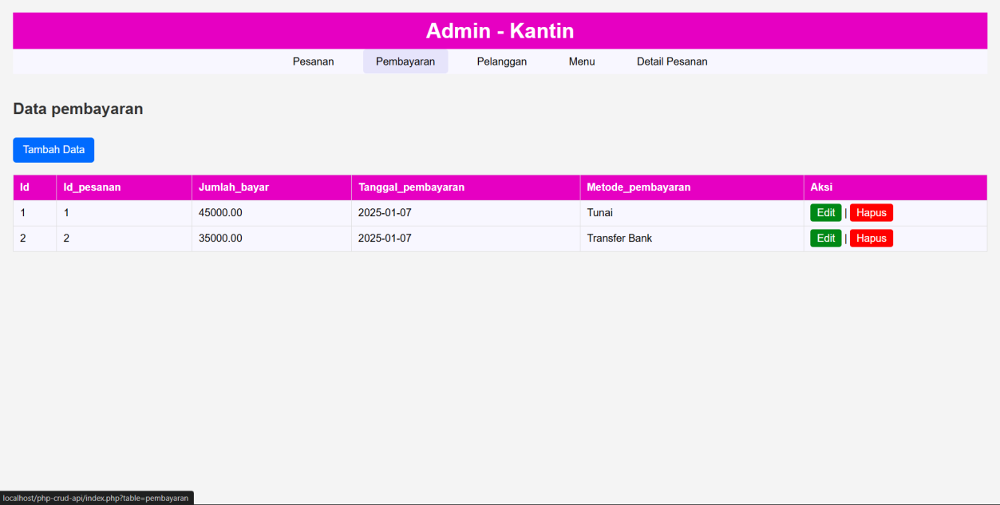 Admin - Kantin
Pesanan Pembayaran Pelanggan Menu Detail Pesanan
Data pembayaran
Tambah Data
Id Id_pesanan Jumlah_bayar Tanggal_pembayaran Metode_pembayaran Aksi
1 1 45000.00 2025-01-07 Tunai Edit | Hapus
2 2 35000.00 2025-01-07 Transfer Bank Edit | Hapus
localhost/php-crud-api/index.php?table=pembayaran